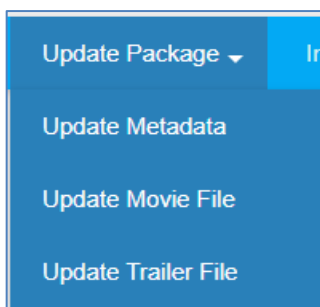 Update Package
Update Metadata
Update Movie File
Update Trailer File